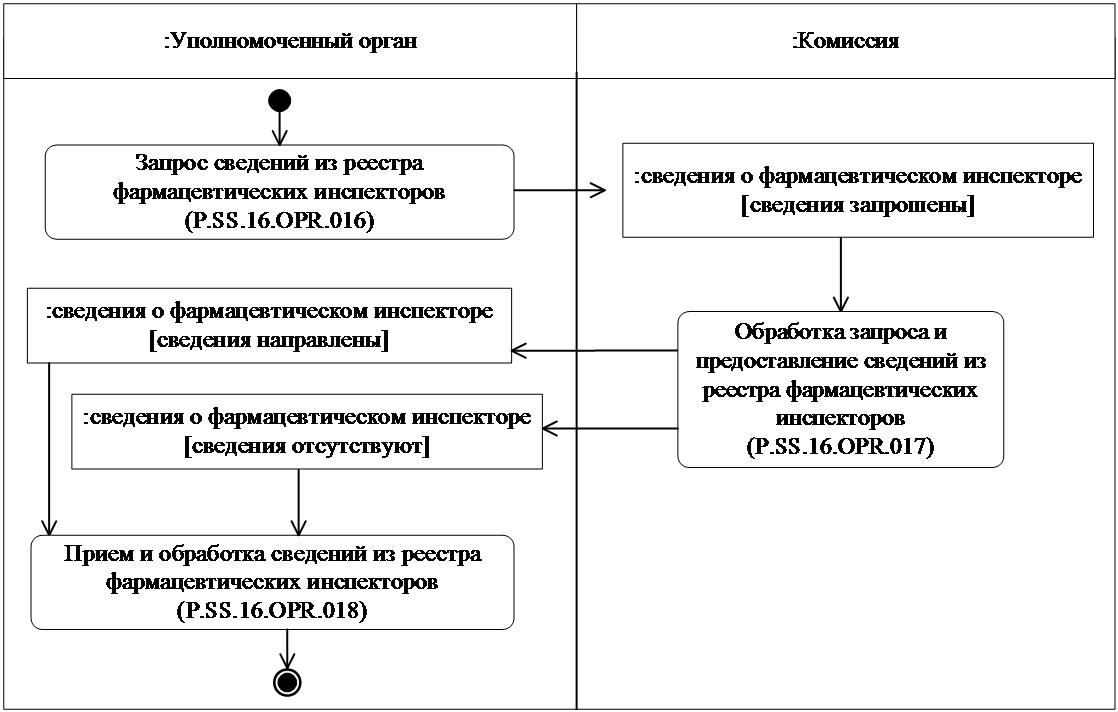 :Уполномоченный орган
:Комиссия
Запрос сведений из реестра
фармацевтических инспекторов
(P.SS.16.OPR.016)
:сведения о фармацевтическом инспекторе
[сведения запрошены]
:сведения о фармацевтическом инспекторе
[сведения направлены]
Обработка запроса и
предоставление сведений из
реестра фармацевтических
инспекторов
(P.SS.16.OPR.017)
:сведения о фармацевтическом инспекторе
[сведения отсутствуют]
Прием и обработка сведений из реестра
фармацевтических инспекторов
(P.SS.16.OPR.018)